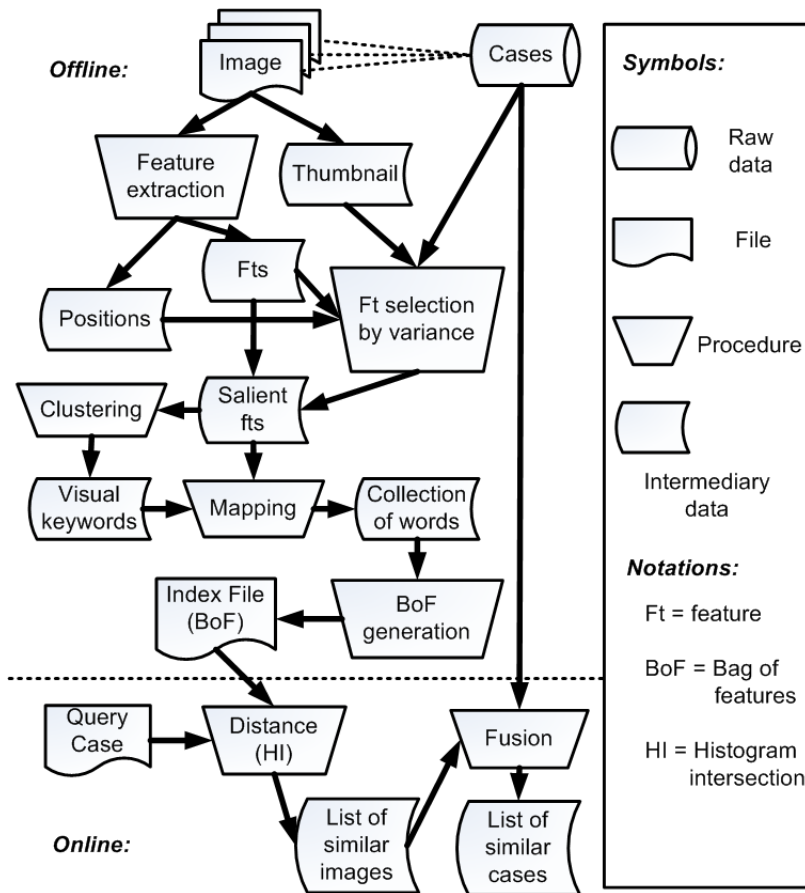 Offline:
Image
Cases
Feature
extraction
Thumbnail
Fts
Positions
Ft selection
by variance
Clustering
Salient
fts
Visual
keywords
Mapping
Collection
of words
Index File
(BoF)
BoF
generation
Query
Case
Distance
(HI)
Fusion
Online:
List of
similar
images
List of
similar
cases
Symbols:
Raw
data
File
Procedure
Intermediary
data
Notations:
Ft = feature
BoF = Bag of
features
HI = Histogram
intersection